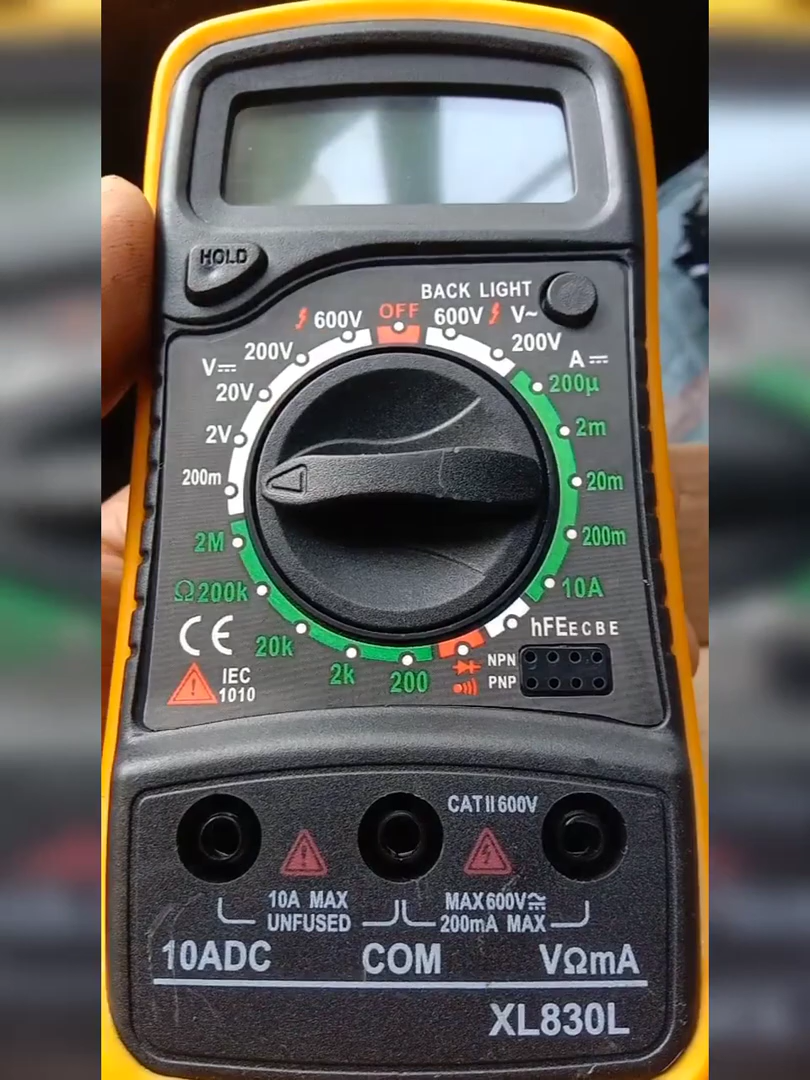 HOLD
BACK LIGHT
600V OFF 600V V~
200V 200V
V⎓ A⎓
20V 200µ
2V 2m
200m 20m
2M 200m
Ω200k 10A
CE 20k 2k 200 hFE E C B E
IEC NPN
1010 PNP
CAT II 600V
10A MAX MAX 600V≂
UNFUSED 200mA MAX
10ADC COM VΩmA
XL830L